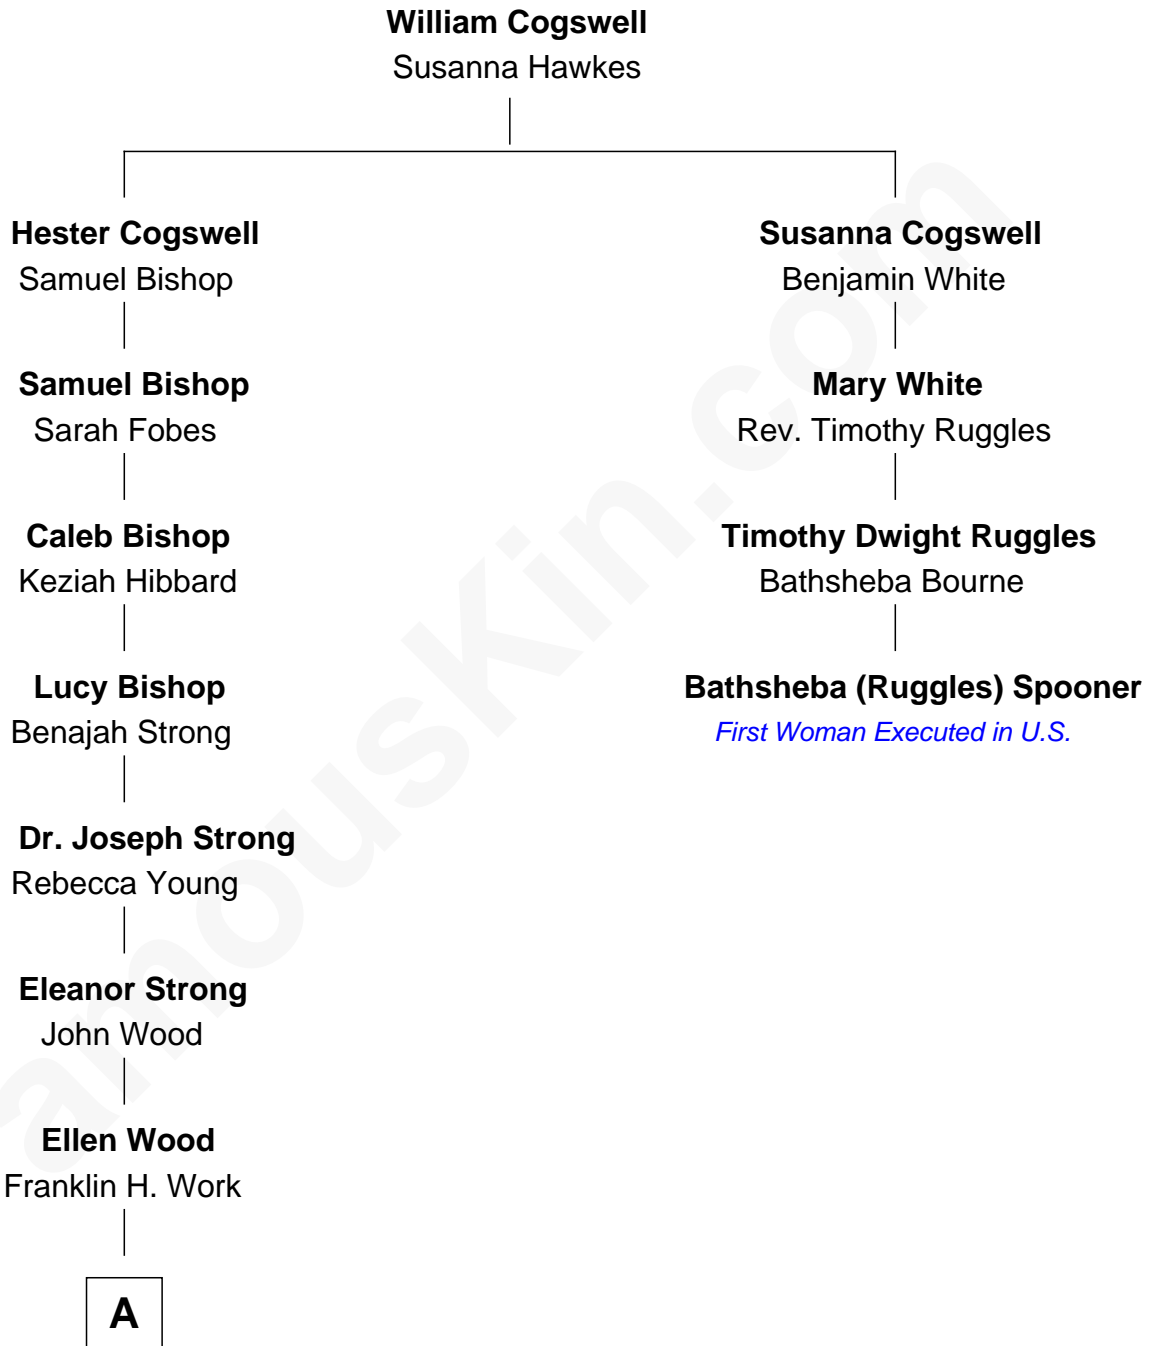 William Cogswell
Susanna Hawkes
Hester Cogswell
Samuel Bishop
Susanna Cogswell
Benjamin White
Samuel Bishop
Sarah Fobes
Mary White
Rev. Timothy Ruggles
Caleb Bishop
Keziah Hibbard
Timothy Dwight Ruggles
Bathsheba Bourne
Lucy Bishop
Benajah Strong
Bathsheba (Ruggles) Spooner
First Woman Executed in U.S.
Dr. Joseph Strong
Rebecca Young
Eleanor Strong
John Wood
Ellen Wood
Franklin H. Work
A
amousKin.com